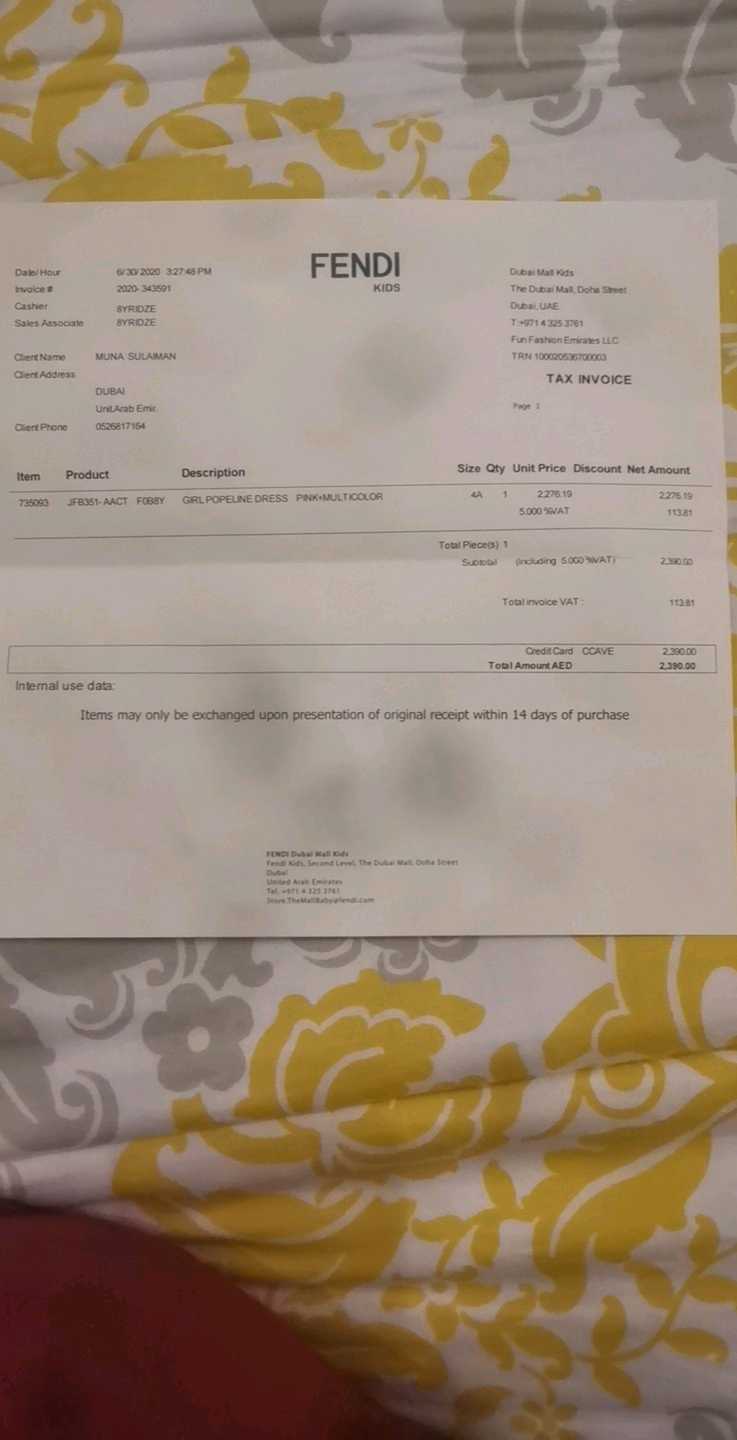 FENDI
KIDS
Date/Hour 6/30/2020 3:27:48 PM
Invoice # 2020-343591
Cashier 8YRIDZE
Sales Associate 8YRIDZE
Client Name MUNA SULAIMAN
Client Address
DUBAI
Unit.Arab Emir.
Client Phone 0526817164
Dubai Mall Kids
The Dubai Mall, Doha Street
Dubai, UAE
T:+971 4 325 3761
Fun Fashion Emirates LLC
TRN 100020536700003
TAX INVOICE
Page 1
Item Product Description Size Qty Unit Price Discount Net Amount
735093 JFB351-AACT F0B8Y GIRL POPELINE DRESS PINK+MULTICOLOR 4A 1 2,276.19 2,276.19
5.000 %VAT 113.81
Total Piece(s) 1
Subtotal (including 5.000 %VAT) 2,390.00
Total invoice VAT : 113.81
Credit Card CCAVE 2,390.00
Total Amount AED 2,390.00
Internal use data:
Items may only be exchanged upon presentation of original receipt within 14 days of purchase
FENDI Dubai Mall Kids
Fendi Kids, Second Level, The Dubai Mall, Doha Street
Dubai
United Arab Emirates
Tel. +971 4 325 3761
Store.TheMallBaby@fendi.com